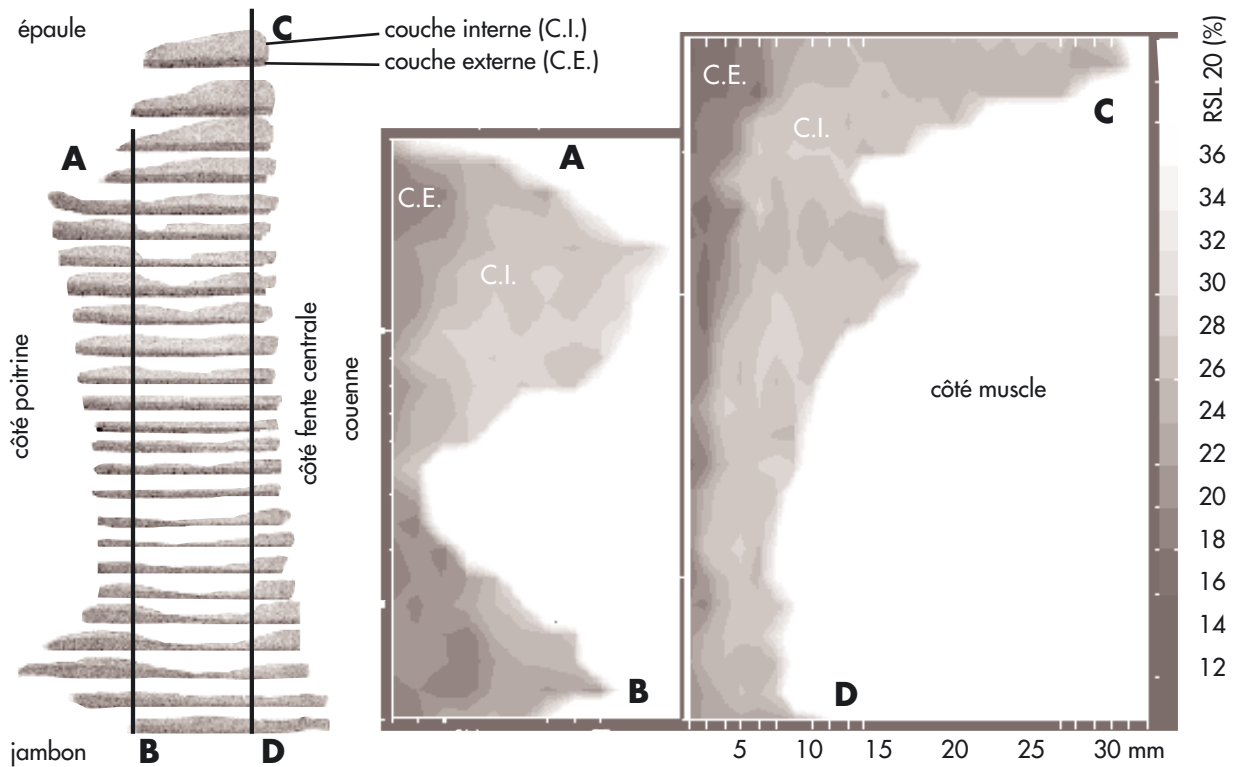 épaule
C
couche interne (C.I.)
couche externe (C.E.)
A
côté poitrine
côté fente centrale
jambon
B
D
couenne
A
C.E.
C.I.
B
C.E.
C.I.
C
côté muscle
D
5 10 15 20 25 30 mm
RSL 20 (%)
36
34
32
30
28
26
24
22
20
18
16
14
12